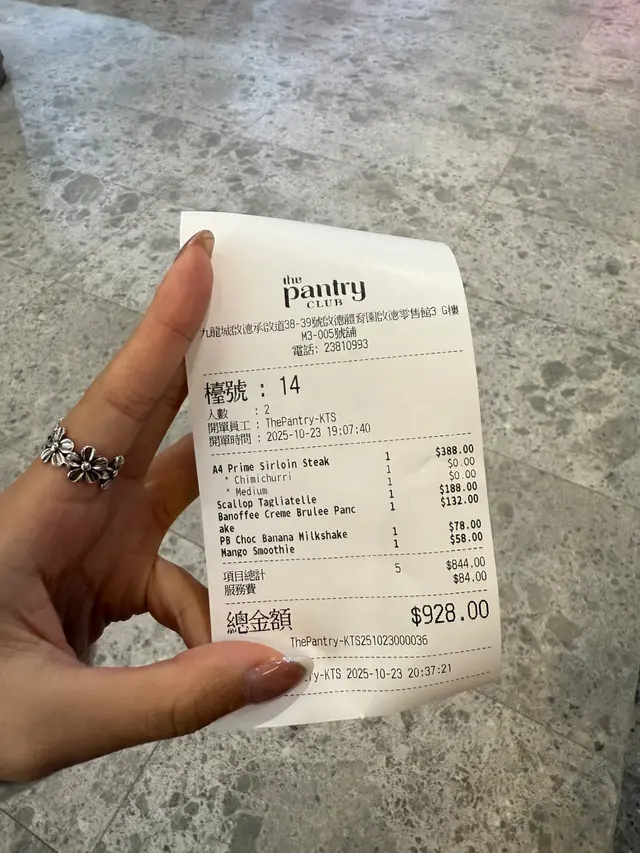 the
pantry
CLUB
九龍城啟德承啟道38-39號啟德體育園啟德零售館3 G樓
M3-005號舖
電話: 23810993
檯號 : 14
人數 : 2
開單員工 : ThePantry-KTS
開單時間 : 2025-10-23 19:07:40
A4 Prime Sirloin Steak 1 $388.00
* Chimichurri 1 $0.00
* Medium 1 $0.00
Scallop Tagliatelle 1 $188.00
Banoffee Creme Brulee Panc 1 $132.00
ake
PB Choc Banana Milkshake 1 $78.00
Mango Smoothie 1 $58.00
項目總計 5 $844.00
服務費 $84.00
總金額 $928.00
ThePantry-KTS251023000036
ry-KTS 2025-10-23 20:37:21